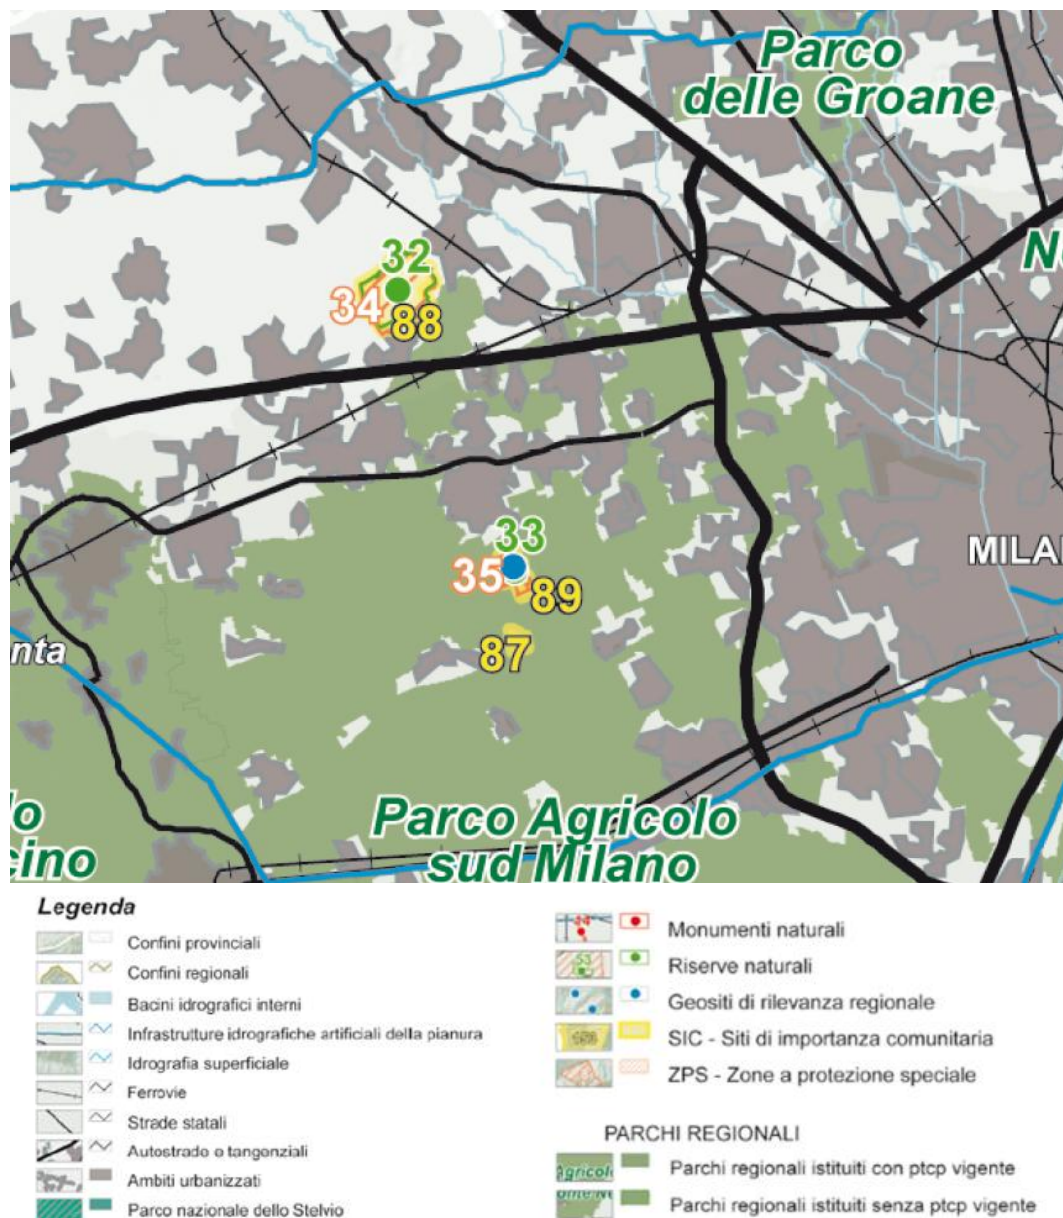 Parco
delle Groane
N
32
34
88
33
35
89
87
MILA
nta
lo
cino
Parco Agricolo
sud Milano
Legenda
Confini provinciali
Confini regionali
Bacini idrografici interni
Infrastrutture idrografiche artificiali della pianura
Idrografia superficiale
Ferrovie
Strade statali
Autostrade o tangenziali
Ambiti urbanizzati
Parco nazionale dello Stelvio
Monumenti naturali
53
Riserve naturali
Geositi di rilevanza regionale
SIC - Siti di importanza comunitaria
ZPS - Zone a protezione speciale
PARCHI REGIONALI
Agricol
Parchi regionali istituiti con ptcp vigente
Parchi regionali istituiti senza ptcp vigente